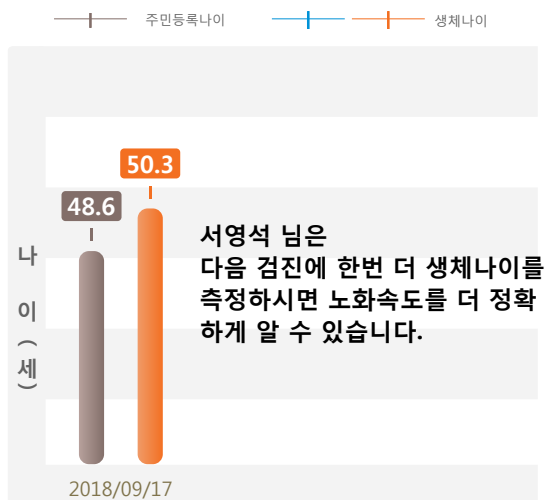 주민등록나이 생체나이
50.3
48.6
서영석 님은
다음 검진에 한번 더 생체나이를
측정하시면 노화속도를 더 정확
하게 알 수 있습니다.
나이(세)
2018/09/17